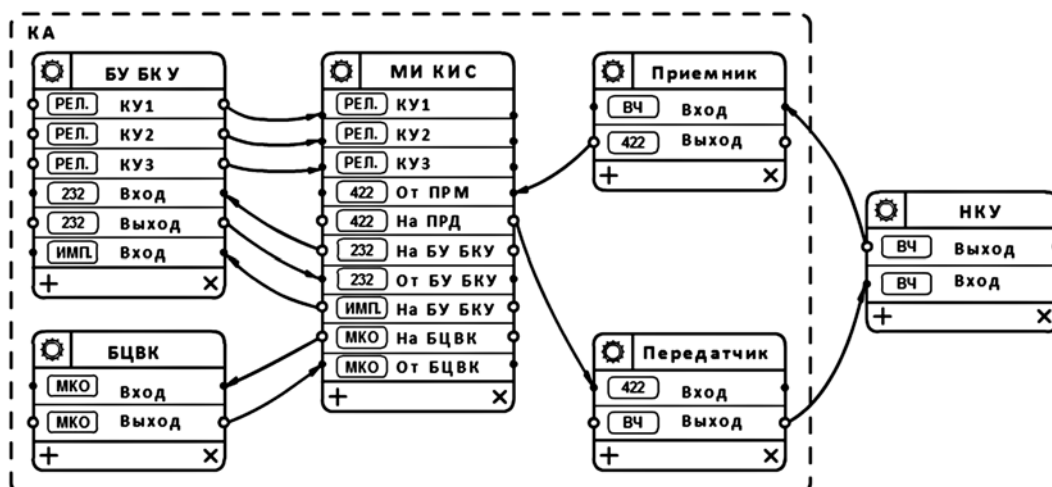 КА
БУ БКУ
РЕЛ. КУ1
РЕЛ. КУ2
РЕЛ. КУ3
232 Вход
232 Выход
ИМП. Вход
+ ×
БЦВК
МКО Вход
МКО Выход
+ ×
МИ КИС
РЕЛ. КУ1
РЕЛ. КУ2
РЕЛ. КУ3
422 От ПРМ
422 На ПРД
232 На БУ БКУ
232 От БУ БКУ
ИМП. На БУ БКУ
МКО На БЦВК
МКО От БЦВК
+ ×
Приемник
ВЧ Вход
422 Выход
+ ×
Передатчик
422 Вход
ВЧ Выход
+ ×
НКУ
ВЧ Выход
ВЧ Вход
+ ×